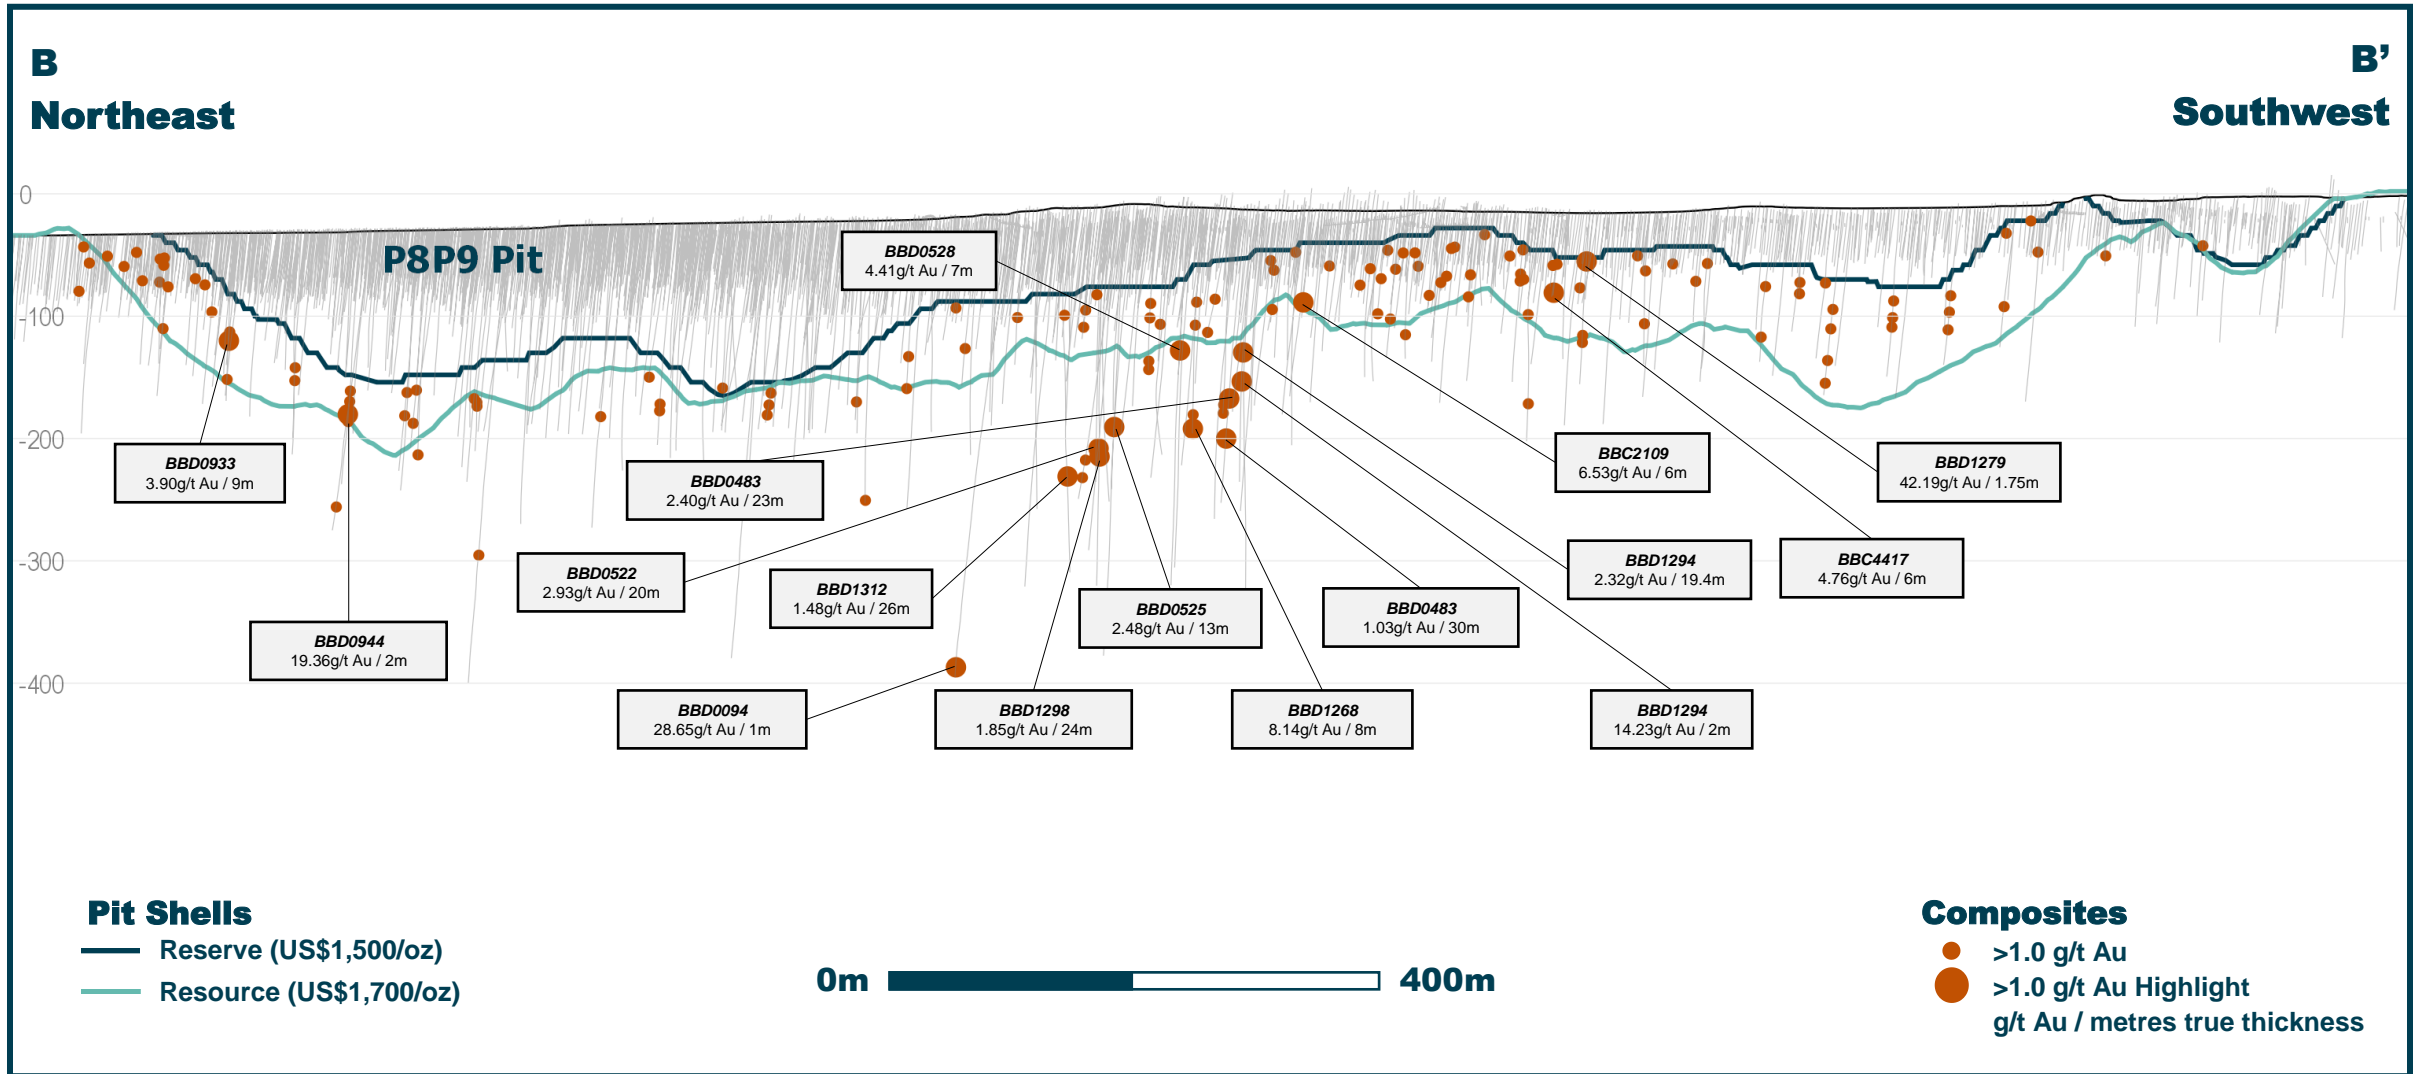 B
Northeast
B’
Southwest
0
-100
-200
-300
-400
P8P9 Pit
BBD0528
4.41g/t Au / 7m
BBD0933
3.90g/t Au / 9m
BBD0483
2.40g/t Au / 23m
BBC2109
6.53g/t Au / 6m
BBD1279
42.19g/t Au / 1.75m
BBD0522
2.93g/t Au / 20m
BBD1312
1.48g/t Au / 26m
BBD0525
2.48g/t Au / 13m
BBD0483
1.03g/t Au / 30m
BBD1294
2.32g/t Au / 19.4m
BBC4417
4.76g/t Au / 6m
BBD0944
19.36g/t Au / 2m
BBD0094
28.65g/t Au / 1m
BBD1298
1.85g/t Au / 24m
BBD1268
8.14g/t Au / 8m
BBD1294
14.23g/t Au / 2m
Pit Shells
Reserve (US$1,500/oz)
Resource (US$1,700/oz)
0m
400m
Composites
>1.0 g/t Au
>1.0 g/t Au Highlight
g/t Au / metres true thickness